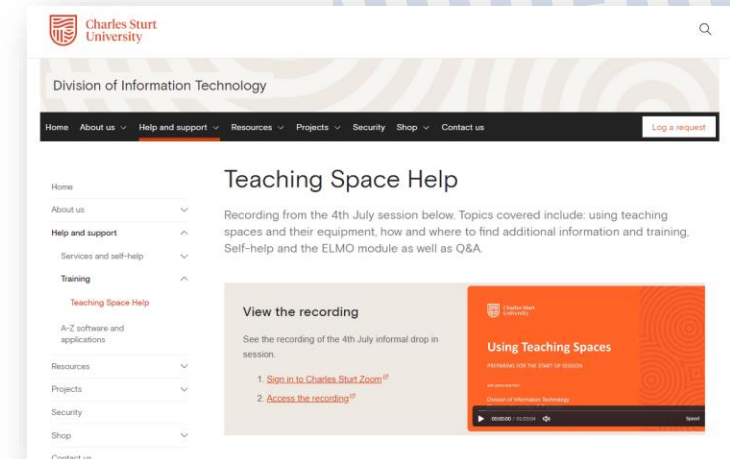 Charles Sturt
University
Division of Information Technology
Home About us Help and support Resources Projects Security Shop Contact us Log a request
Home
About us
Help and support
Services and self-help
Training
Teaching Space Help
A-Z software and
applications
Resources
Projects
Security
Shop
Contact us
Teaching Space Help
Recording from the 4th July session below. Topics covered include: using teaching
spaces and their equipment, how and where to find additional information and training,
Self-help and the ELMO module as well as Q&A.
View the recording
See the recording of the 4th July informal drop in
session.
1. Sign in to Charles Sturt Zoom
2. Access the recording
Charles Sturt
University
Using Teaching Spaces
PREPARING FOR THE START OF SESSION
Division of Information Technology
Speed